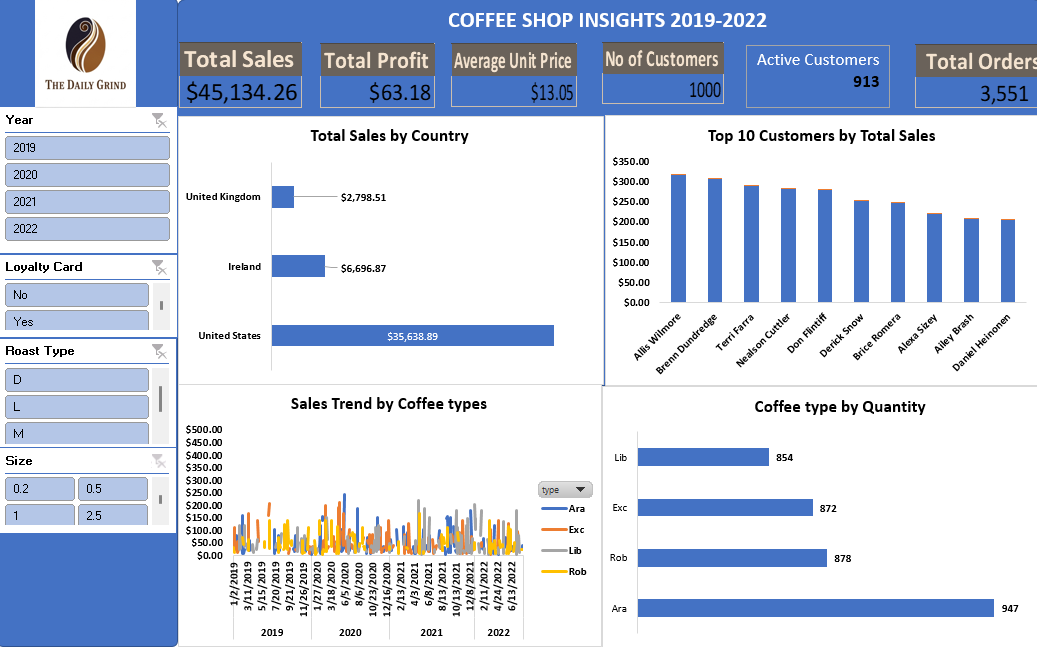 THE DAILY GRIND
COFFEE SHOP INSIGHTS 2019-2022
Total Sales
$45,134.26
Total Profit
$63.18
Average Unit Price
$13.05
No of Customers
1000
Active Customers
913
Total Orders
3,551
Year
2019
2020
2021
2022
Loyalty Card
No
Yes
Roast Type
D
L
M
Size
0.2 0.5
1 2.5
Total Sales by Country
United Kingdom $2,798.51
Ireland $6,696.87
United States $35,638.89
Top 10 Customers by Total Sales
$350.00
$300.00
$250.00
$200.00
$150.00
$100.00
$50.00
$0.00
Allis Wilmore
Brenn Dundredge
Terri Farra
Nealson Cuttler
Don Flintiff
Derick Snow
Brice Romera
Alexa Sizey
Ailey Brash
Daniel Heinonen
Sales Trend by Coffee types
$500.00
$450.00
$400.00
$350.00
$300.00
$250.00
$200.00
$150.00
$100.00
$50.00
$0.00
1/2/2019
3/11/2019
5/15/2019
7/20/2019
9/21/2019
11/26/2019
1/27/2020
3/18/2020
6/5/2020
8/6/2020
10/23/2020
12/16/2020
2/13/2021
4/3/2021
6/8/2021
8/13/2021
10/13/2021
12/8/2021
2/11/2022
4/24/2022
6/13/2022
2019 2020 2021 2022
type
Ara
Exc
Lib
Rob
Coffee type by Quantity
Lib 854
Exc 872
Rob 878
Ara 947